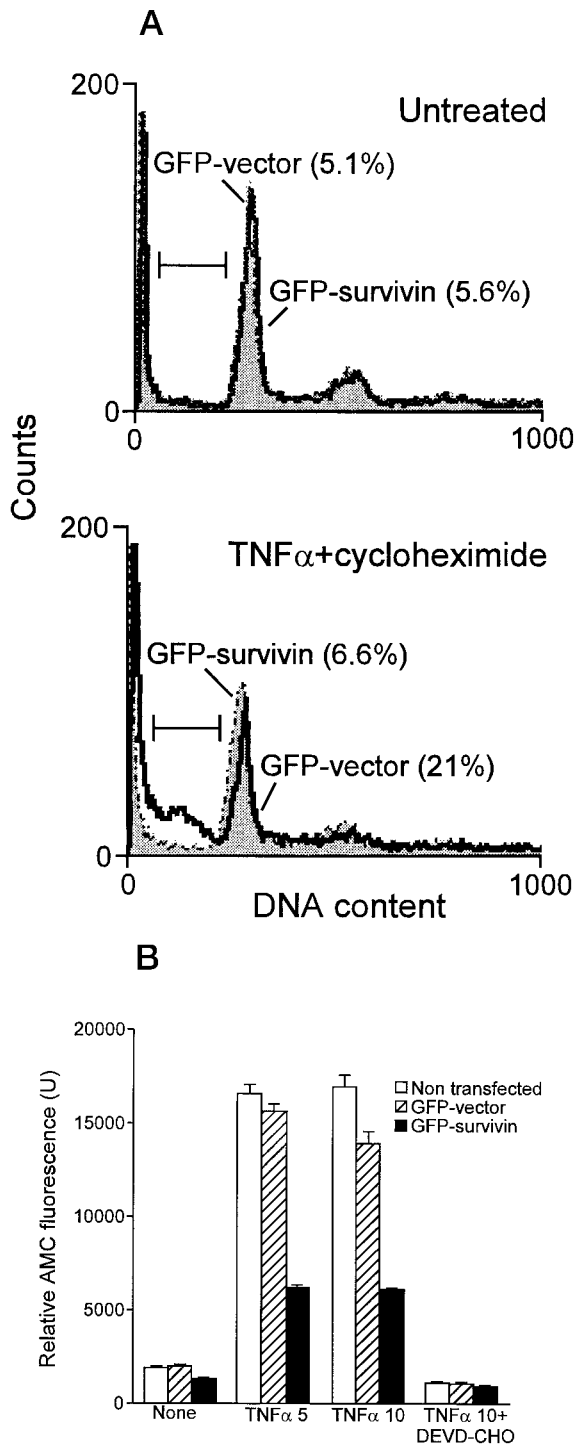 A
200
Untreated
GFP-vector (5.1%)
GFP-survivin (5.6%)
0
0
1000
Counts
200
TNFα+cycloheximide
GFP-survivin (6.6%)
GFP-vector (21%)
0
0
1000
DNA content
B
20000
15000
10000
5000
0
Relative AMC fluorescence (U)
Non transfected
GFP-vector
GFP-survivin
None
TNFα 5
TNFα 10
TNFα 10+
DEVD-CHO